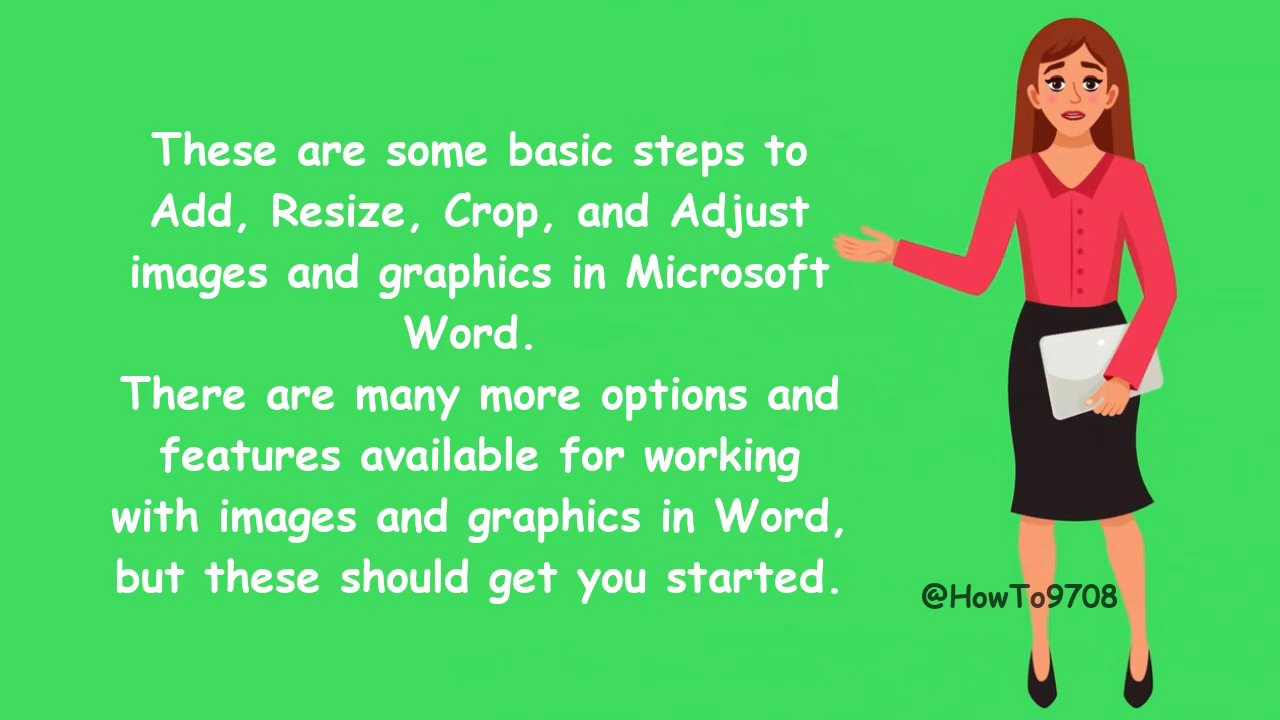 These are some basic steps to
Add, Resize, Crop, and Adjust
images and graphics in Microsoft
Word.
There are many more options and
features available for working
with images and graphics in Word,
but these should get you started.
@HowTo9708